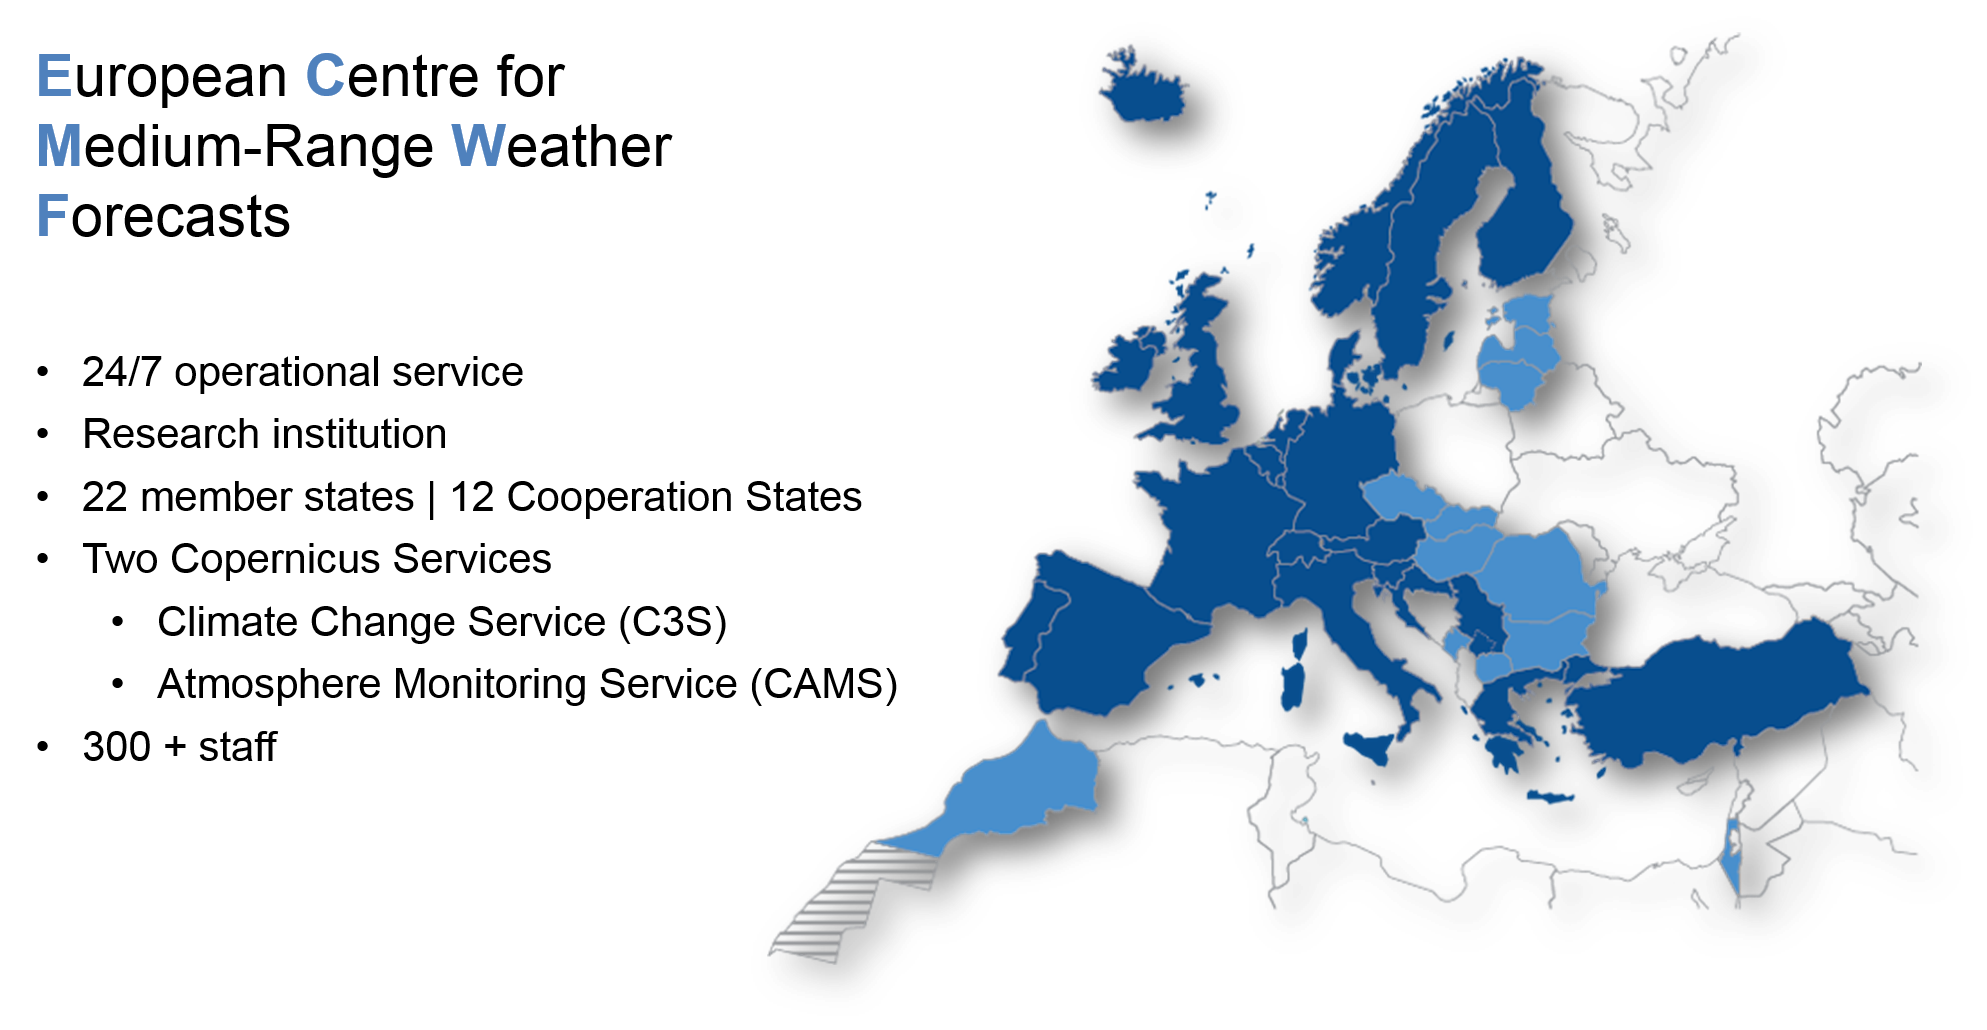 European Centre for
Medium-Range Weather
Forecasts
• 24/7 operational service
• Research institution
• 22 member states | 12 Cooperation States
• Two Copernicus Services
• Climate Change Service (C3S)
• Atmosphere Monitoring Service (CAMS)
• 300 + staff